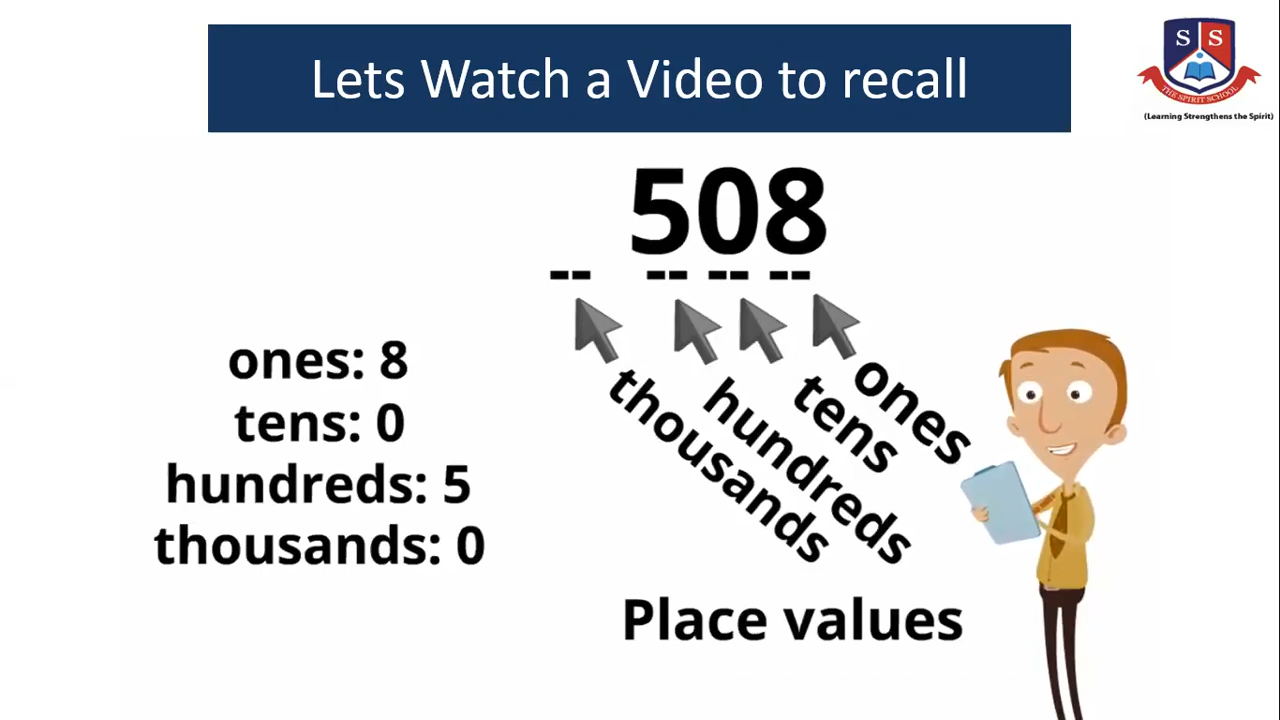 Lets Watch a Video to recall
S S
THE SPIRIT SCHOOL
(Learning Strengthens the Spirit)
508
-- -- -- --
ones: 8
tens: 0
hundreds: 5
thousands: 0
thousands
hundreds
tens
ones
Place values